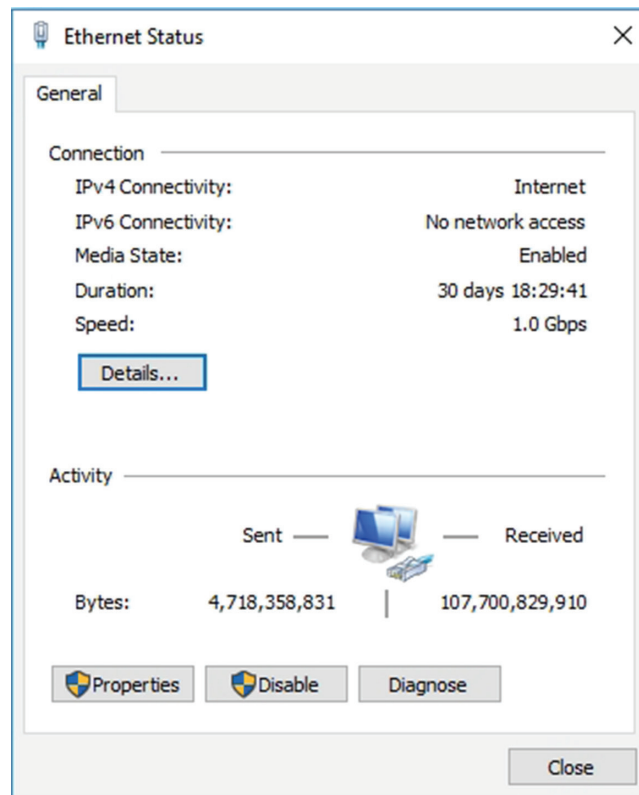 Ethernet Status
General
Connection
IPv4 Connectivity: Internet
IPv6 Connectivity: No network access
Media State: Enabled
Duration: 30 days 18:29:41
Speed: 1.0 Gbps
Details...
Activity
Sent Received
Bytes: 4,718,358,831 107,700,829,910
Properties Disable Diagnose
Close